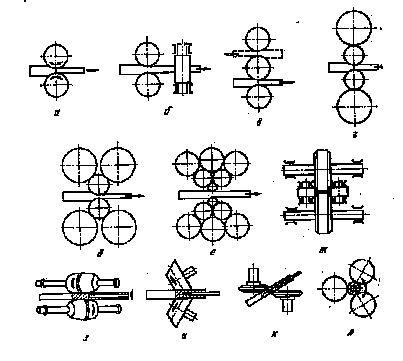 а б в г
д е ж
з и к л